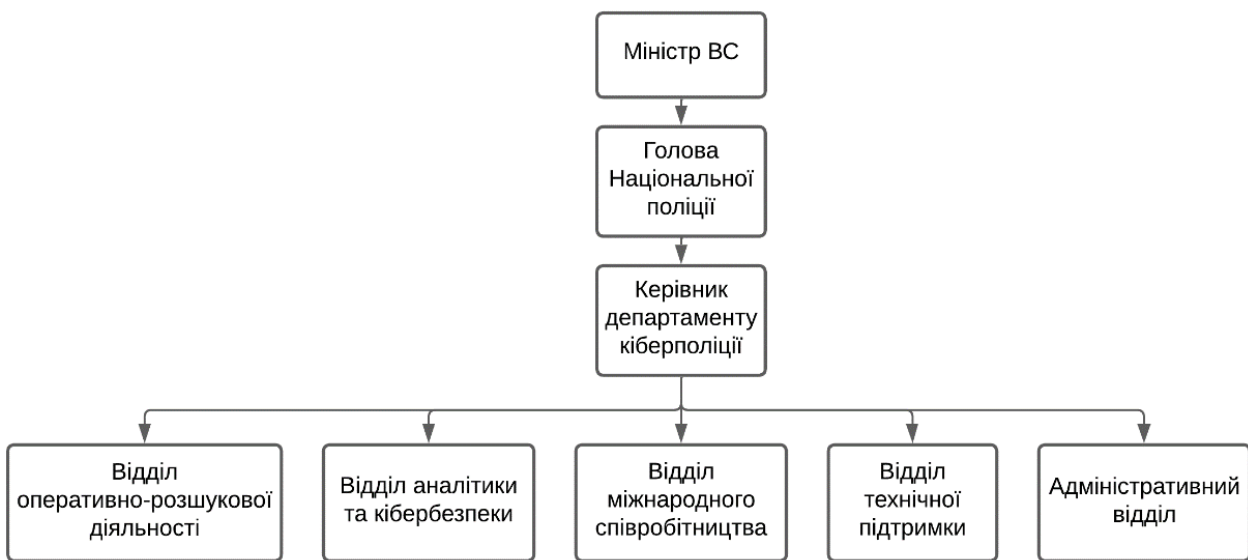 Міністр ВС
Голова
Національної
поліції
Керівник
департаменту
кіберполіції
Відділ
оперативно-розшукової
діяльності
Відділ аналітики
та кібербезпеки
Відділ
міжнародного
співробітництва
Відділ
технічної
підтримки
Адміністративний
відділ